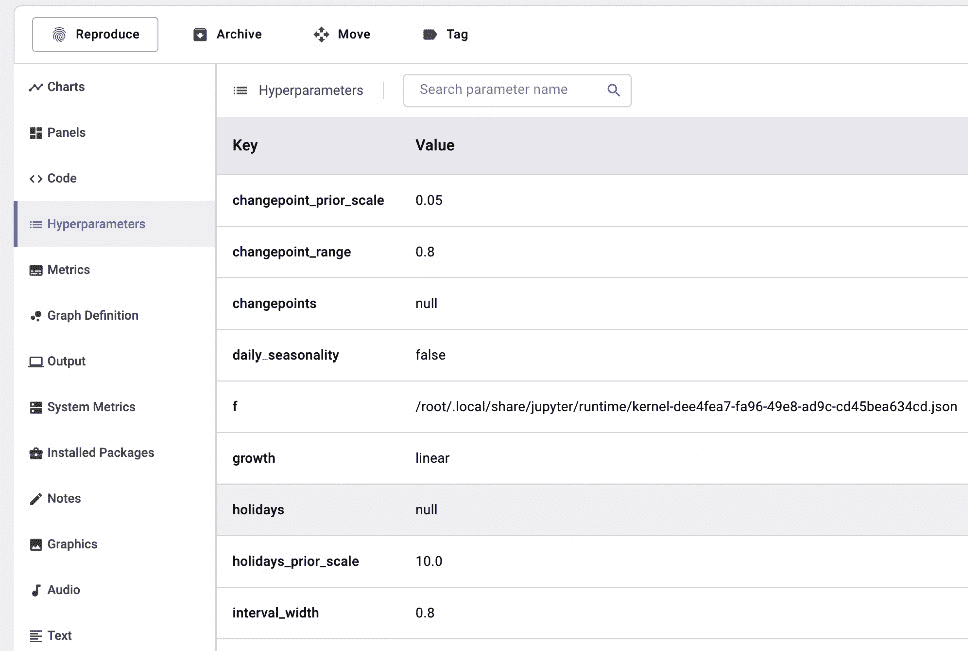 Reproduce Archive Move Tag
Charts
Panels
Code
Hyperparameters
Metrics
Graph Definition
Output
System Metrics
Installed Packages
Notes
Graphics
Audio
Text
Hyperparameters Search parameter name
Key Value
changepoint_prior_scale 0.05
changepoint_range 0.8
changepoints null
daily_seasonality false
f /root/.local/share/jupyter/runtime/kernel-dee4fea7-fa96-49e8-ad9c-cd45bea634cd.json
growth linear
holidays null
holidays_prior_scale 10.0
interval_width 0.8